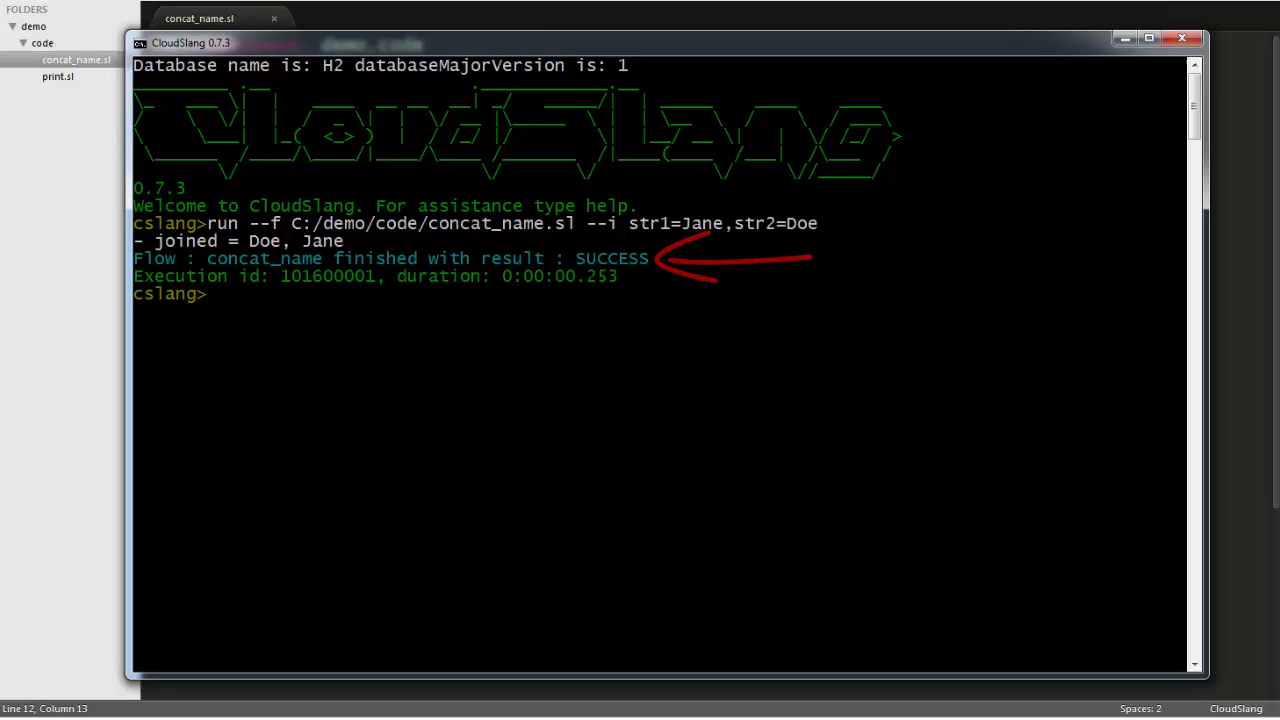 FOLDERS
demo
code
concat_name.sl
print.sl
concat_name.sl
CloudSlang 0.7.3
demo.code
Database name is: H2 databaseMajorVersion is: 1
CloudSlang
0.7.3
Welcome to CloudSlang. For assistance type help.
cslang>run --f C:/demo/code/concat_name.sl --i str1=Jane,str2=Doe
- joined = Doe, Jane
Flow : concat_name finished with result : SUCCESS
Execution id: 101600001, duration: 0:00:00.253
cslang>
Line 12, Column 13
Spaces: 2
CloudSlang